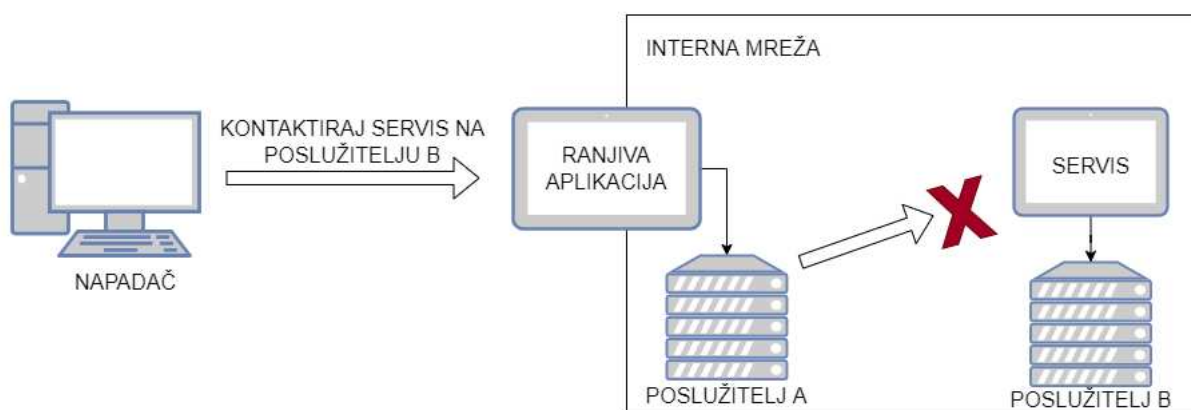 INTERNA MREŽA
KONTAKTIRAJ SERVIS NA
POSLUŽITELJU B
RANJIVA
APLIKACIJA
SERVIS
NAPADAČ
POSLUŽITELJ A
POSLUŽITELJ B